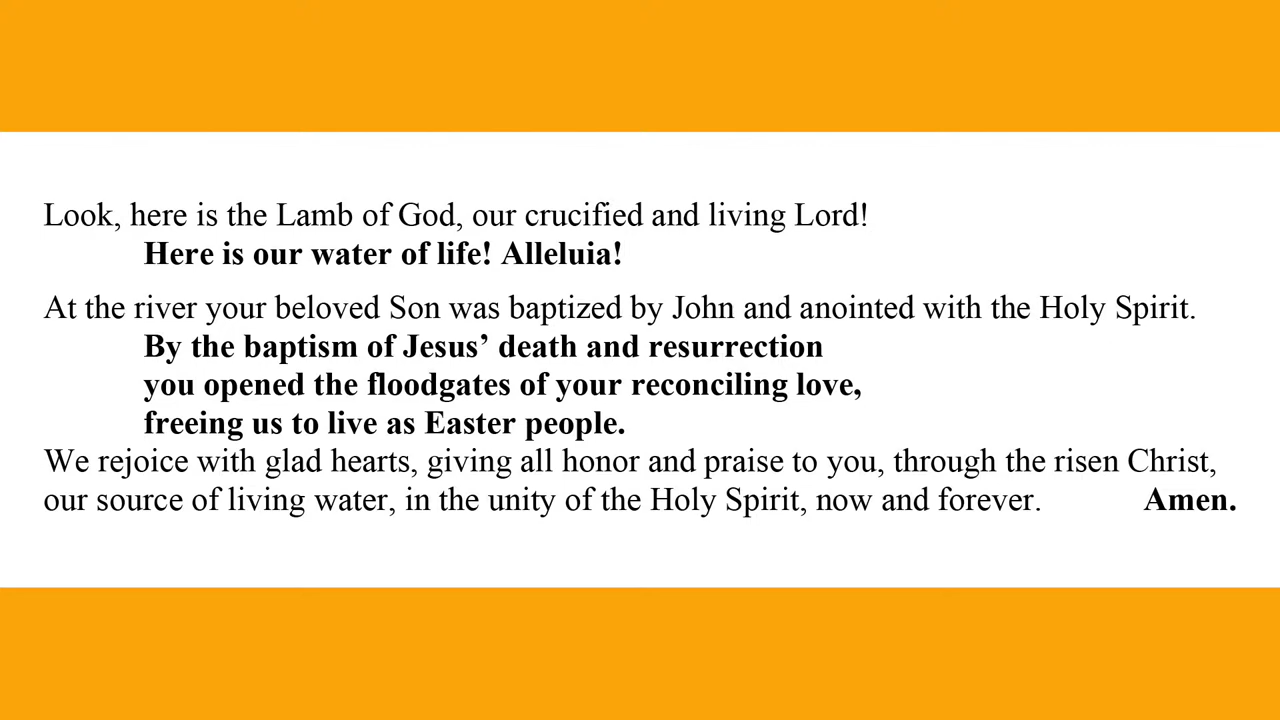 Look, here is the Lamb of God, our crucified and living Lord!
Here is our water of life! Alleluia!
At the river your beloved Son was baptized by John and anointed with the Holy Spirit.
By the baptism of Jesus’ death and resurrection
you opened the floodgates of your reconciling love,
freeing us to live as Easter people.
We rejoice with glad hearts, giving all honor and praise to you, through the risen Christ,
our source of living water, in the unity of the Holy Spirit, now and forever. Amen.